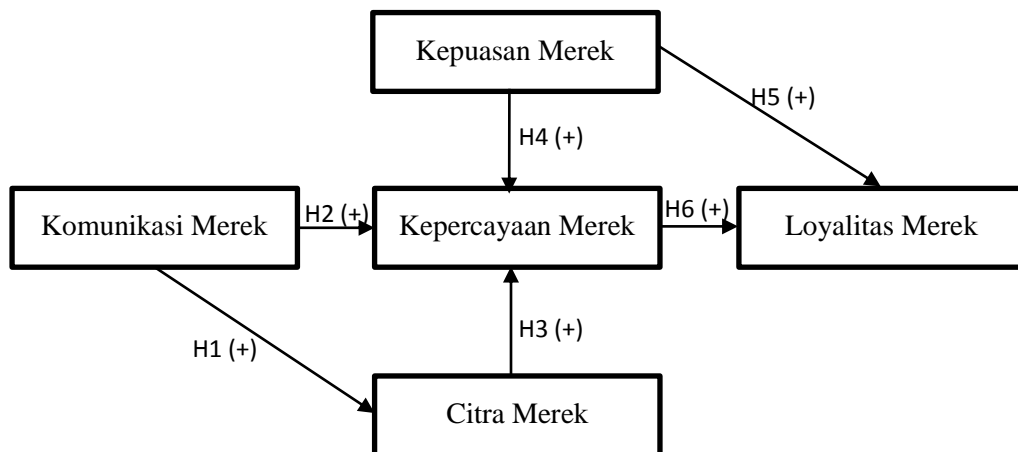 Kepuasan Merek
H5 (+)
H4 (+)
Komunikasi Merek
H2 (+)
Kepercayaan Merek
H6 (+)
Loyalitas Merek
H1 (+)
H3 (+)
Citra Merek